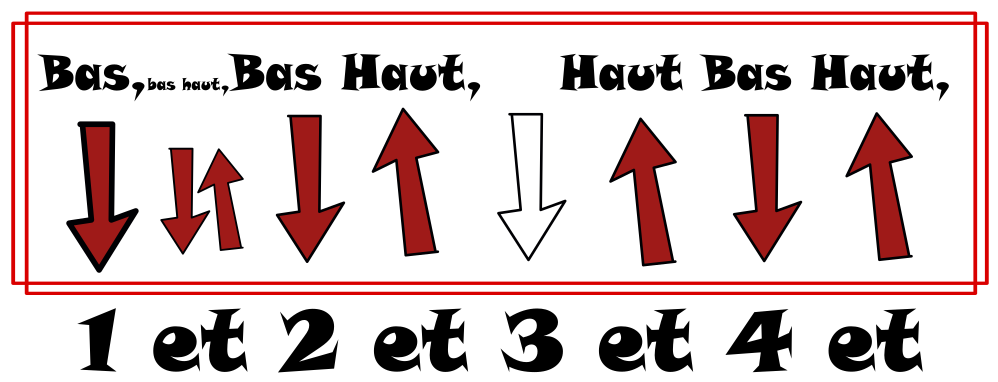 Bas, bas haut, Bas Haut, Haut Bas Haut,
1 et 2 et 3 et 4 et